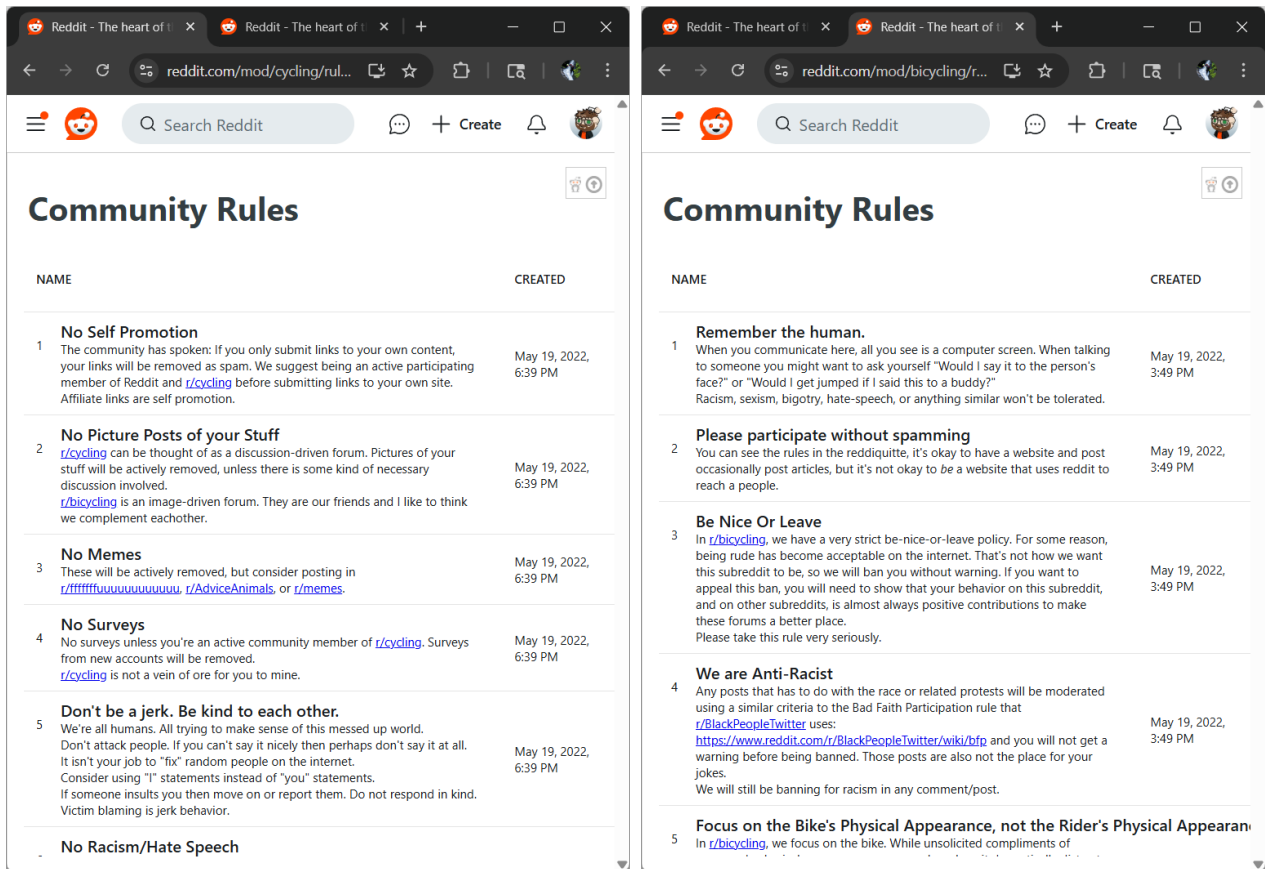 Reddit - The heart of t
Reddit - The heart of t
reddit.com/mod/cycling/rul...
Search Reddit
Create
Community Rules
NAME
CREATED
1
No Self Promotion
The community has spoken: If you only submit links to your own content,
your links will be removed as spam. We suggest being an active participating
member of Reddit and r/cycling before submitting links to your own site.
Affiliate links are self promotion.
May 19, 2022,
6:39 PM
2
No Picture Posts of your Stuff
r/cycling can be thought of as a discussion-driven forum. Pictures of your
stuff will be actively removed, unless there is some kind of necessary
discussion involved.
r/bicycling is an image-driven forum. They are our friends and I like to think
we complement eachother.
May 19, 2022,
6:39 PM
3
No Memes
These will be actively removed, but consider posting in
r/fffffffuuuuuuuuuuuu, r/AdviceAnimals, or r/memes.
May 19, 2022,
6:39 PM
4
No Surveys
No surveys unless you're an active community member of r/cycling. Surveys
from new accounts will be removed.
r/cycling is not a vein of ore for you to mine.
May 19, 2022,
6:39 PM
5
Don't be a jerk. Be kind to each other.
We're all humans. All trying to make sense of this messed up world.
Don't attack people. If you can't say it nicely then perhaps don't say it at all.
It isn't your job to "fix" random people on the internet.
Consider using "I" statements instead of "you" statements.
If someone insults you then move on or report them. Do not respond in kind.
Victim blaming is jerk behavior.
May 19, 2022,
6:39 PM
No Racism/Hate Speech
Reddit - The heart of t
Reddit - The heart of t
reddit.com/mod/bicycling/r...
Search Reddit
Create
Community Rules
NAME
CREATED
1
Remember the human.
When you communicate here, all you see is a computer screen. When talking
to someone you might want to ask yourself "Would I say it to the person's
face?" or "Would I get jumped if I said this to a buddy?"
Racism, sexism, bigotry, hate-speech, or anything similar won't be tolerated.
May 19, 2022,
3:49 PM
2
Please participate without spamming
You can see the rules in the reddiquitte, it's okay to have a website and post
occasionally post articles, but it's not okay to be a website that uses reddit to
reach a people.
May 19, 2022,
3:49 PM
3
Be Nice Or Leave
In r/bicycling, we have a very strict be-nice-or-leave policy. For some reason,
being rude has become acceptable on the internet. That's not how we want
this subreddit to be, so we will ban you without warning. If you want to
appeal this ban, you will need to show that your behavior on this subreddit,
and on other subreddits, is almost always positive contributions to make
these forums a better place.
Please take this rule very seriously.
May 19, 2022,
3:49 PM
4
We are Anti-Racist
Any posts that has to do with the race or related protests will be moderated
using a similar criteria to the Bad Faith Participation rule that
r/BlackPeopleTwitter uses:
https://www.reddit.com/r/BlackPeopleTwitter/wiki/bfp and you will not get a
warning before being banned. Those posts are also not the place for your
jokes.
We will still be banning for racism in any comment/post.
May 19, 2022,
3:49 PM
5
Focus on the Bike's Physical Appearance, not the Rider's Physical Appearan
In r/bicycling, we focus on the bike. While unsolicited compliments of